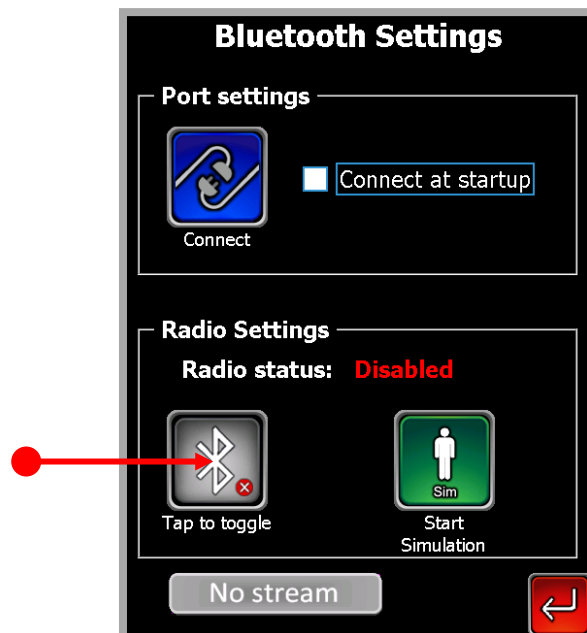 Bluetooth Settings
Port settings
Connect at startup
Connect
Radio Settings
Radio status: Disabled
Sim
Tap to toggle
Start
Simulation
No stream